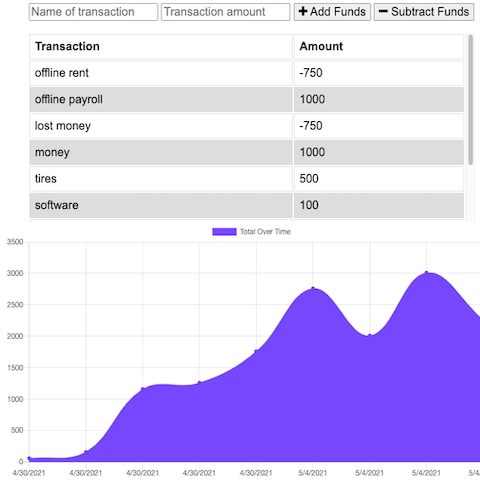 Name of transaction Transaction amount + Add Funds − Subtract Funds
Transaction Amount
offline rent -750
offline payroll 1000
lost money -750
money 1000
tires 500
software 100
Total Over Time
3500
3000
2500
2000
1500
1000
500
0
4/30/2021 4/30/2021 4/30/2021 4/30/2021 4/30/2021 5/4/2021 5/4/2021 5/4/2021 5/4